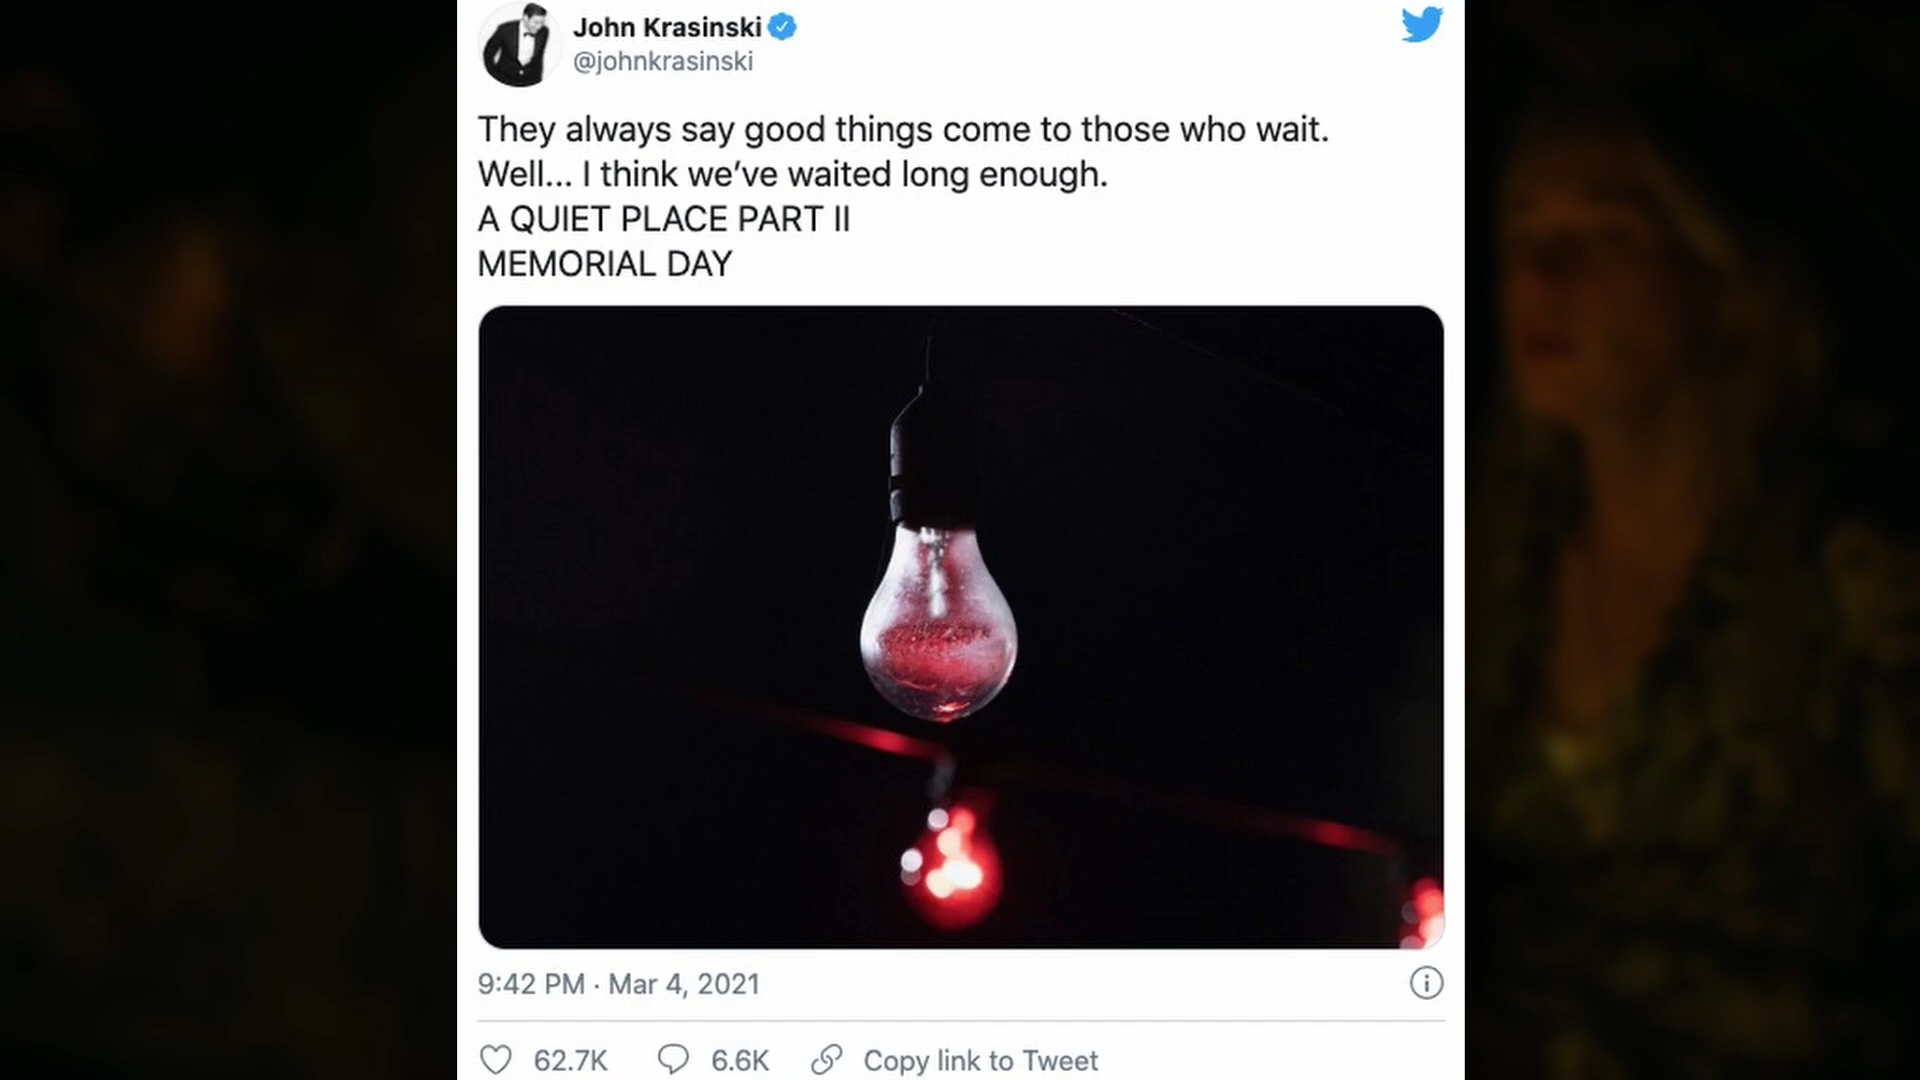 John Krasinski
@johnkrasinski
They always say good things come to those who wait.
Well... I think we’ve waited long enough.
A QUIET PLACE PART II
MEMORIAL DAY
9:42 PM · Mar 4, 2021
62.7K 6.6K Copy link to Tweet